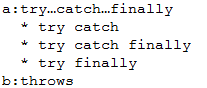 a:try…catch…finally
* try catch
* try catch finally
* try finally
b:throws